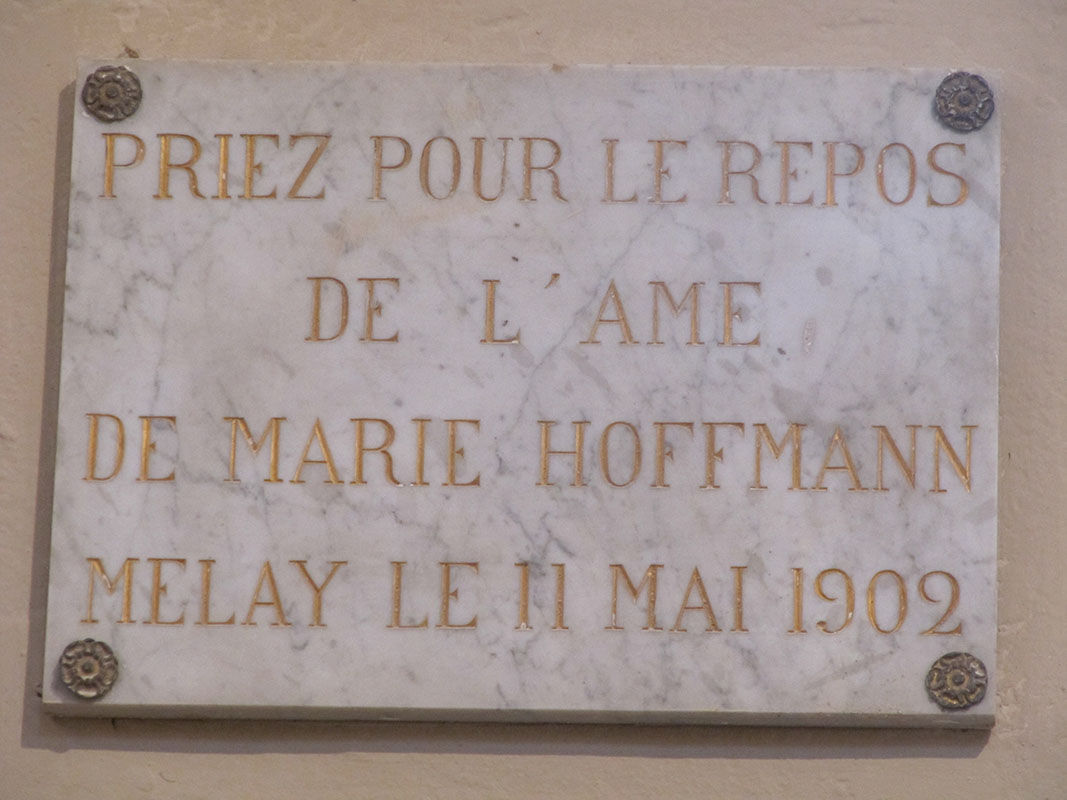 PRIEZ POUR LE REPOS
DE L'AME
DE MARIE HOFFMANN
MELAY LE 11 MAI 1902